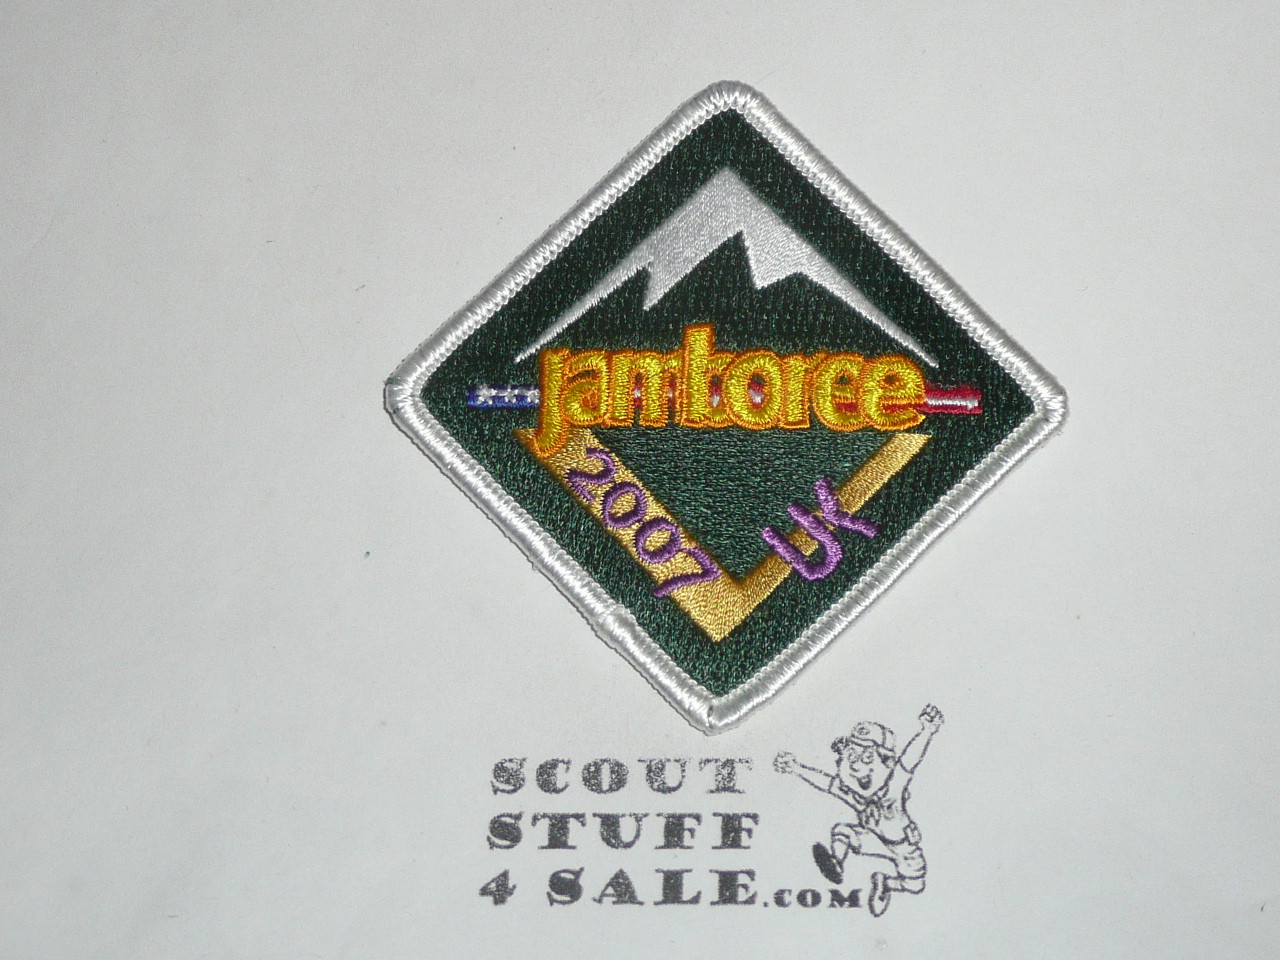 jamboree
2007 UK
SCOUT
STUFF
4 SALE.COM